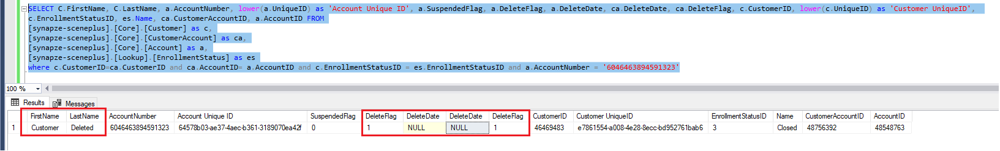 SELECT C.FirstName, C.LastName, a.AccountNumber, lower(a.UniqueID) as 'Account Unique ID', a.SuspendedFlag, a.DeleteFlag, a.DeleteDate, ca.DeleteDate, ca.DeleteFlag, c.CustomerID, lower(c.UniqueID) as 'Customer UniqueID',
c.EnrollmentStatusID, es.Name, ca.CustomerAccountID, a.AccountID FROM
[synapze-sceneplus].[Core].[Customer] as c,
[synapze-sceneplus].[Core].[CustomerAccount] as ca,
[synapze-sceneplus].[Core].[Account] as a,
[synapze-sceneplus].[Lookup].[EnrollmentStatus] as es
where c.CustomerID=ca.CustomerID and ca.AccountID= a.AccountID and c.EnrollmentStatusID = es.EnrollmentStatusID and a.AccountNumber = '6046463894591323'
100 %
Results Messages
FirstName LastName AccountNumber Account Unique ID SuspendedFlag DeleteFlag DeleteDate DeleteDate DeleteFlag CustomerID Customer UniqueID EnrollmentStatusID Name CustomerAccountID AccountID
1 Customer Deleted 6046463894591323 64578b03-ae37-4aec-b361-3189070ea42f 0 1 NULL NULL 1 46469483 e7861554-a008-4e28-8ecc-bd952761bab6 3 Closed 48756392 48548763